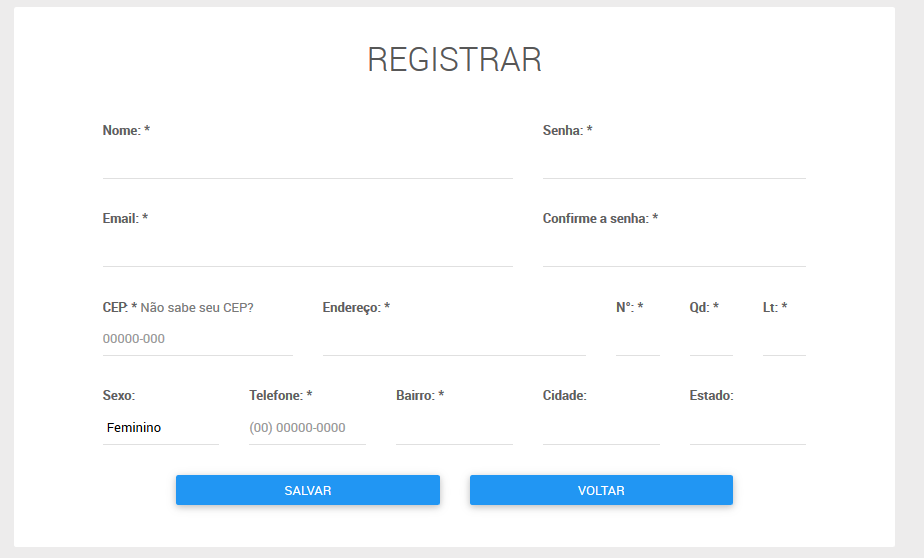 REGISTRAR
Nome: * Senha: *
Email: * Confirme a senha: *
CEP: * Não sabe seu CEP? Endereço: * N°: * Qd: * Lt: *
00000-000
Sexo: Telefone: * Bairro: * Cidade: Estado:
Feminino (00) 00000-0000
SALVAR VOLTAR